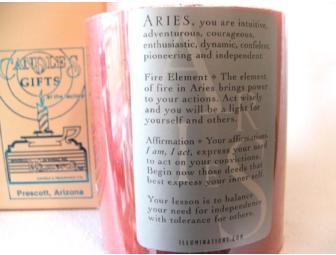 CANDLES
GIFTS
Prescott, Arizona
ARIES, you are intuitive,
adventurous, courageous,
enthusiastic, dynamic, confident,
pioneering and independent.
Fire Element + The element
of fire in Aries brings power
to your actions. Act wisely
and you will be a light for
yourself and others.
Affirmation + Your affirmations,
I am, I act, express your need
to act on your convictions.
Begin now those deeds that
best express your inner self.
Your lesson is to balance
your need for independence
with tolerance for others.
ILLUMINATIONS.COM